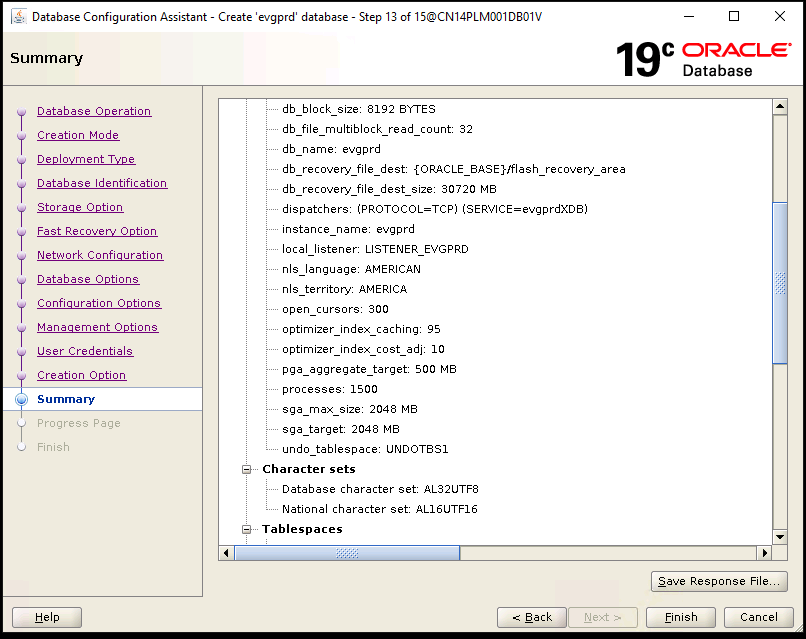 Database Configuration Assistant - Create 'evgprd' database - Step 13 of 15@CN14PLM001DB01V
Summary
19c ORACLE
Database
Database Operation
Creation Mode
Deployment Type
Database Identification
Storage Option
Fast Recovery Option
Network Configuration
Database Options
Configuration Options
Management Options
User Credentials
Creation Option
Summary
Progress Page
Finish
db_block_size: 8192 BYTES
db_file_multiblock_read_count: 32
db_name: evgprd
db_recovery_file_dest: {ORACLE_BASE}/flash_recovery_area
db_recovery_file_dest_size: 30720 MB
dispatchers: (PROTOCOL=TCP) (SERVICE=evgprdXDB)
instance_name: evgprd
local_listener: LISTENER_EVGPRD
nls_language: AMERICAN
nls_territory: AMERICA
open_cursors: 300
optimizer_index_caching: 95
optimizer_index_cost_adj: 10
pga_aggregate_target: 500 MB
processes: 1500
sga_max_size: 2048 MB
sga_target: 2048 MB
undo_tablespace: UNDOTBS1
Character sets
Database character set: AL32UTF8
National character set: AL16UTF16
Tablespaces
Save Response File...
Help
< Back
Next >
Finish
Cancel